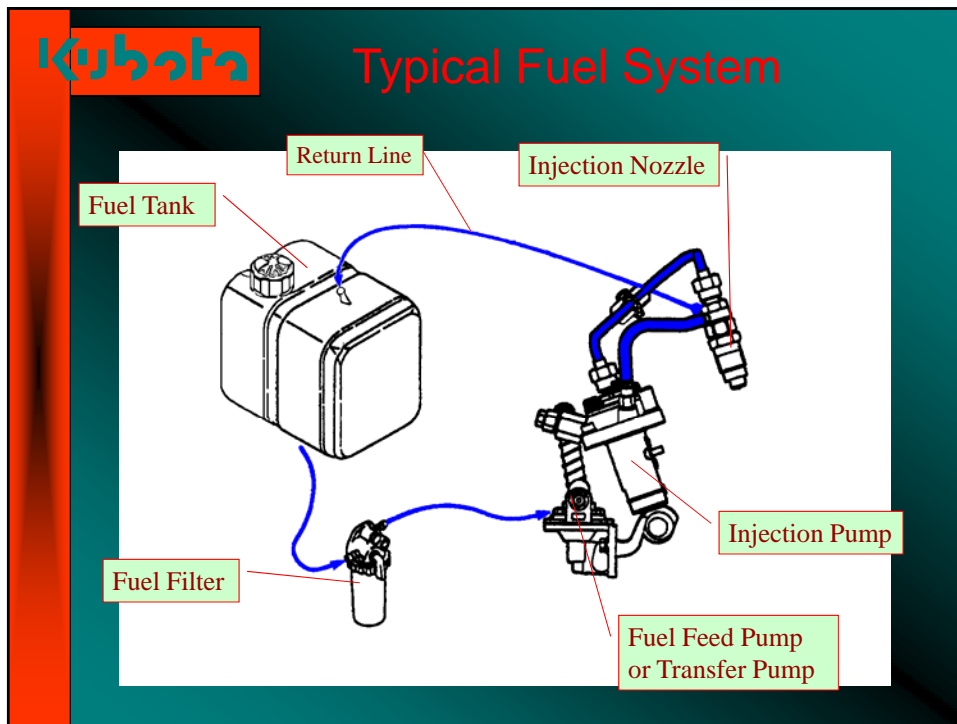 Kubota
Typical Fuel System
Return Line
Injection Nozzle
Fuel Tank
Injection Pump
Fuel Filter
Fuel Feed Pump
or Transfer Pump